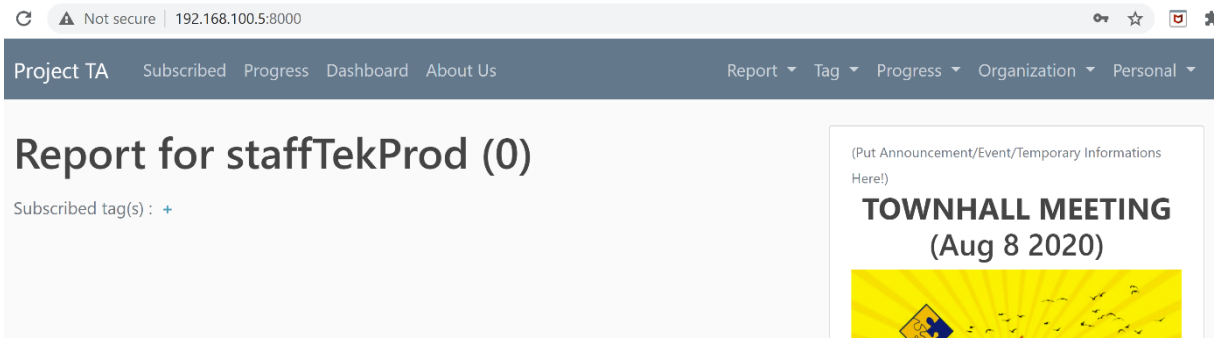 Not secure 192.168.100.5:8000
Project TA Subscribed Progress Dashboard About Us Report Tag Progress Organization Personal
Report for staffTekProd (0)
Subscribed tag(s) : +
(Put Announcement/Event/Temporary Informations
Here!)
TOWNHALL MEETING
(Aug 8 2020)